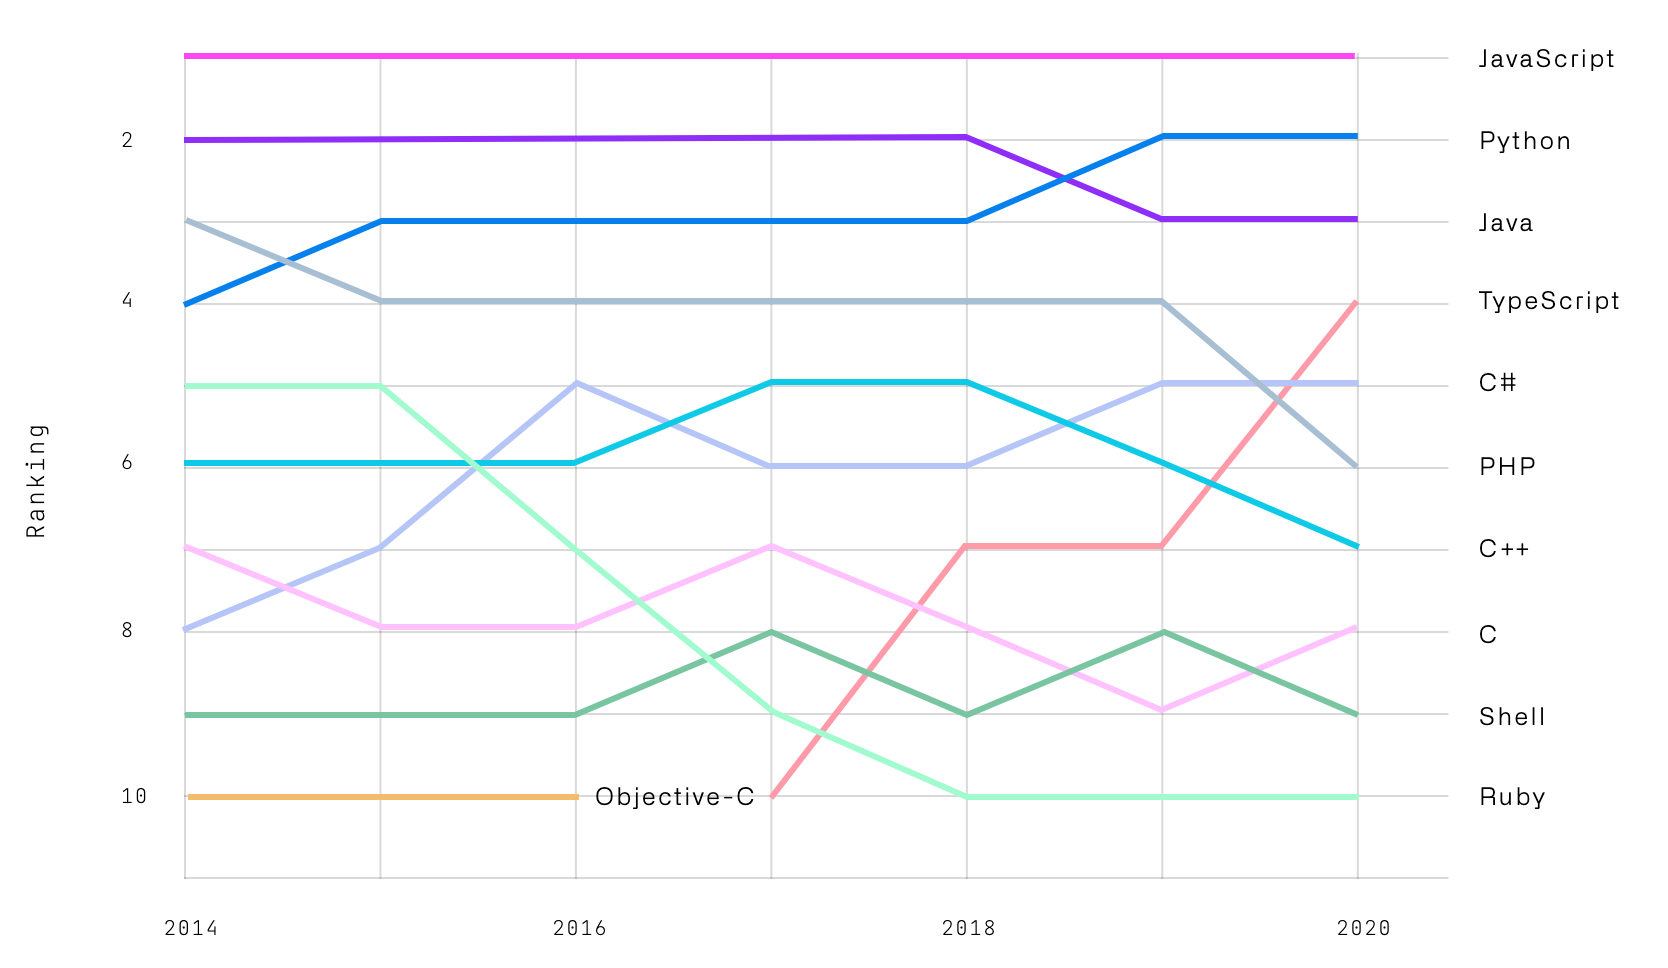 JavaScript
2
Python
Java
4
TypeScript
C#
Ranking
6
PHP
C++
8
C
Shell
10
Objective-C
Ruby
2014
2016
2018
2020